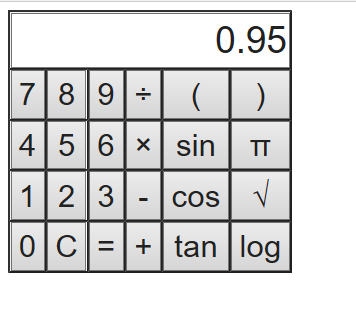 0.95
7 8 9 ÷ ( )
4 5 6 × sin π
1 2 3 - cos √
0 C = + tan log